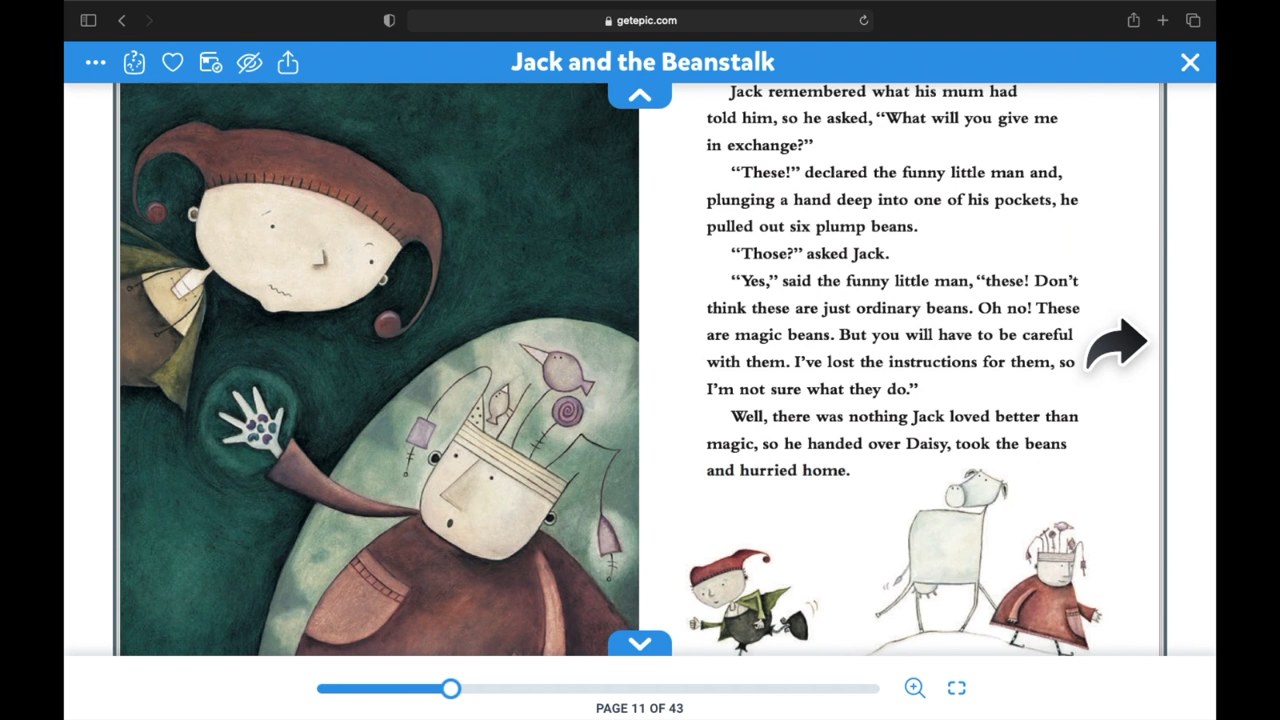 getepic.com
Jack and the Beanstalk
Jack remembered what his mum had
told him, so he asked, “What will you give me
in exchange?”
“These!” declared the funny little man and,
plunging a hand deep into one of his pockets, he
pulled out six plump beans.
“Those?” asked Jack.
“Yes,” said the funny little man, “these! Don’t
think these are just ordinary beans. Oh no! These
are magic beans. But you will have to be careful
with them. I’ve lost the instructions for them, so
I’m not sure what they do.”
Well, there was nothing Jack loved better than
magic, so he handed over Daisy, took the beans
and hurried home.
PAGE 11 OF 43